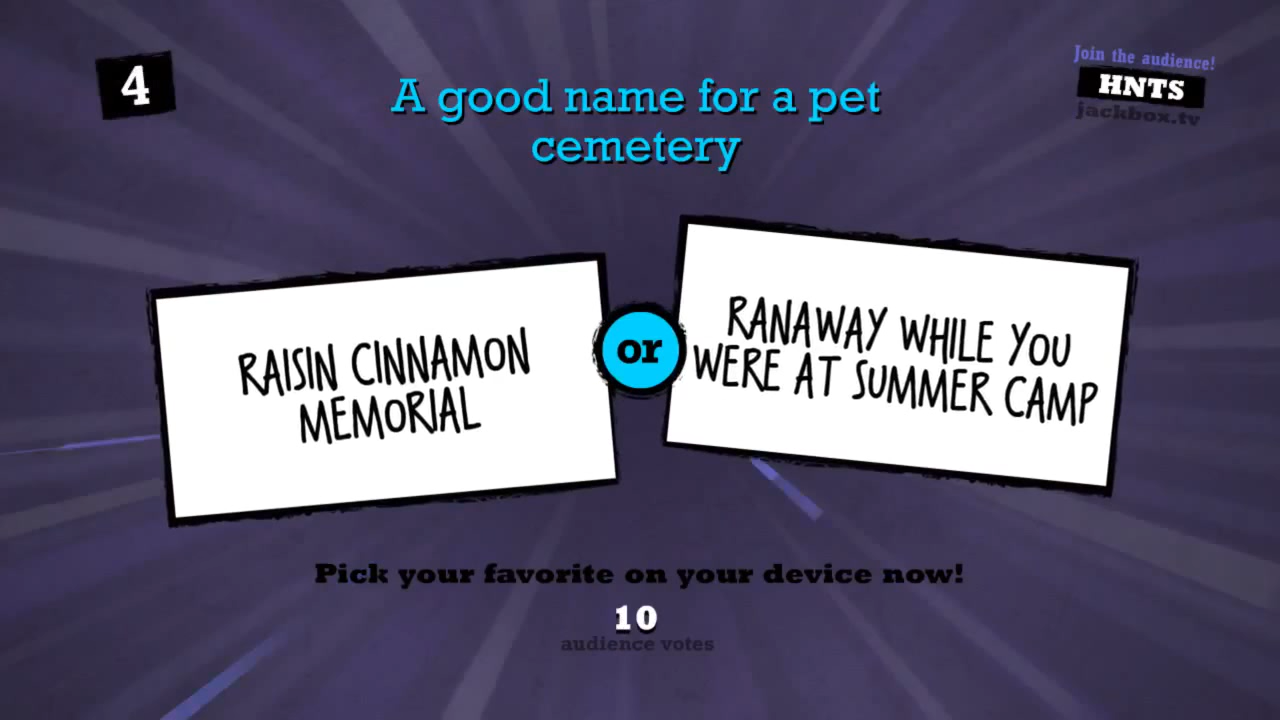 4
Join the audience!
HNTS
jackbox.tv
A good name for a pet
cemetery
RAISIN CINNAMON
MEMORIAL
or
RANAWAY WHILE YOU
WERE AT SUMMER CAMP
Pick your favorite on your device now!
10
audience votes